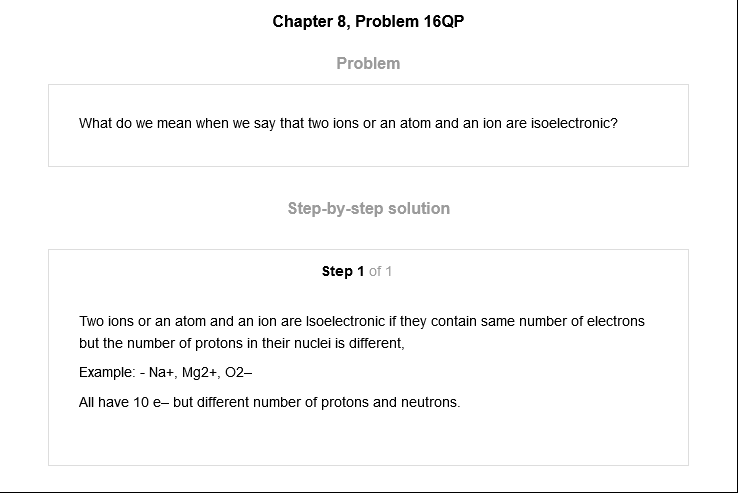 Chapter 8, Problem 16QP
Problem
What do we mean when we say that two ions or an atom and an ion are isoelectronic?
Step-by-step solution
Step 1 of 1
Two ions or an atom and an ion are Isoelectronic if they contain same number of electrons
but the number of protons in their nuclei is different,
Example: - Na+, Mg2+, O2–
All have 10 e– but different number of protons and neutrons.